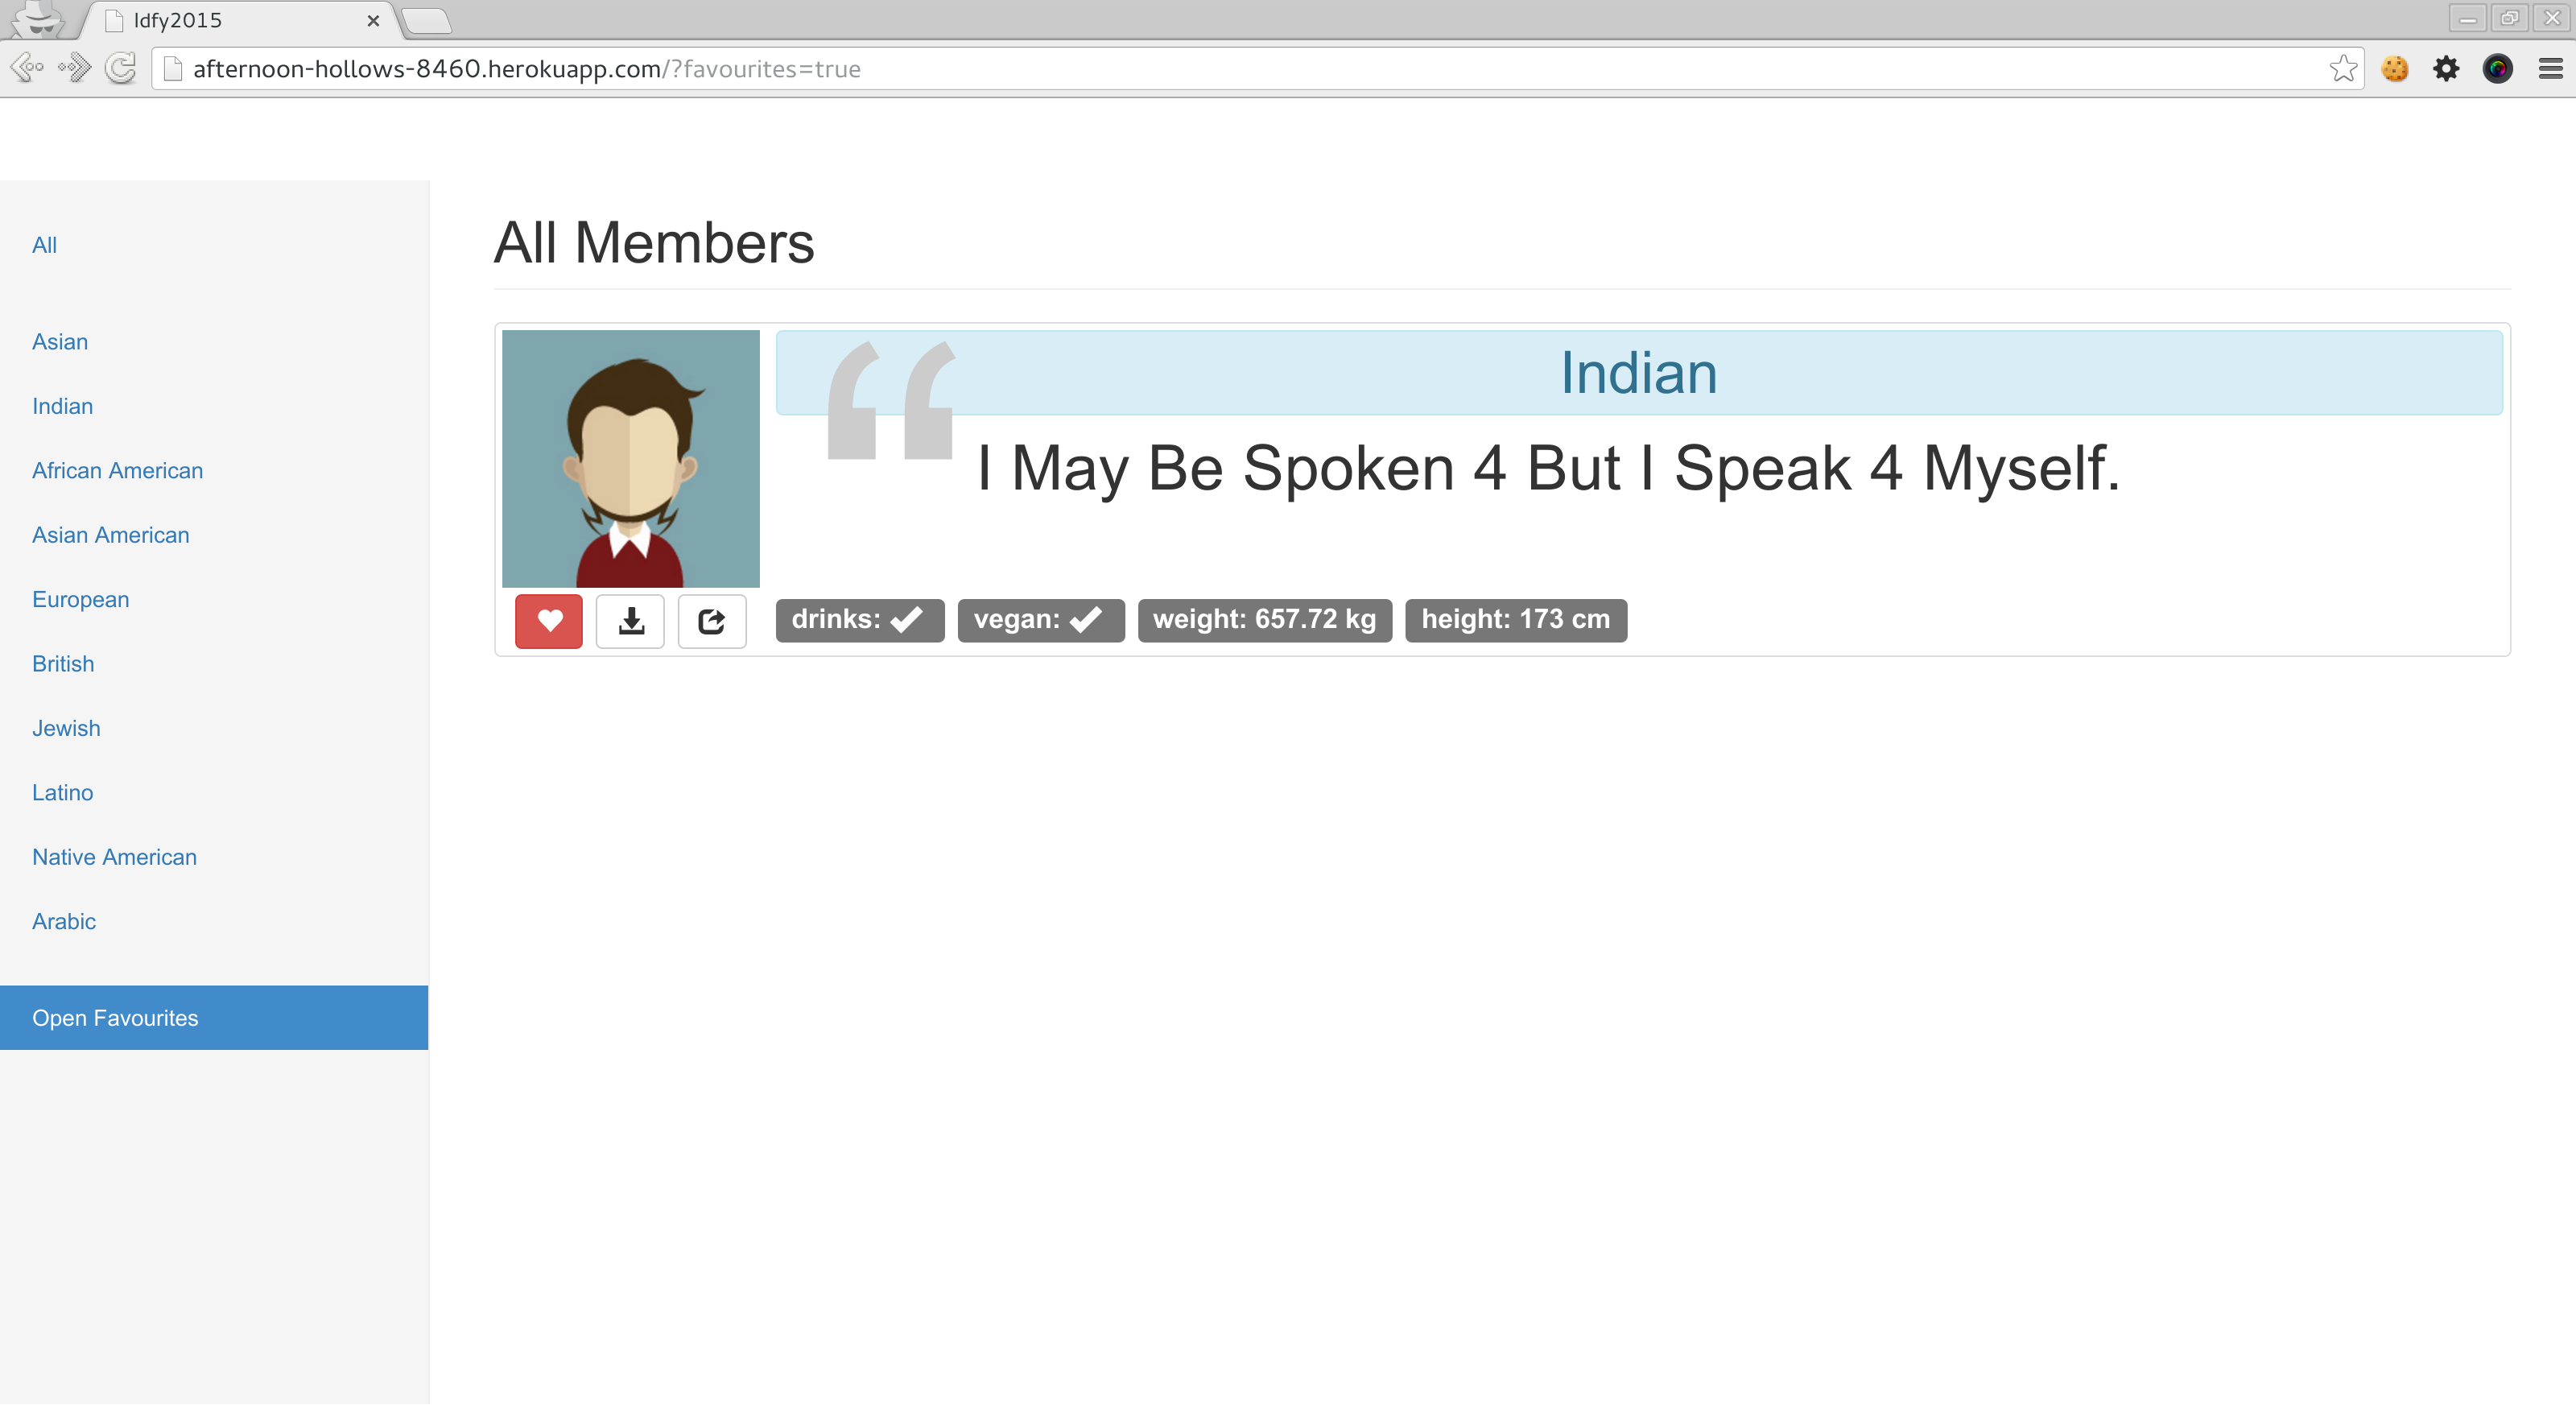 Idfy2015
afternoon-hollows-8460.herokuapp.com/?favourites=true
All
Asian
Indian
African American
Asian American
European
British
Jewish
Latino
Native American
Arabic
Open Favourites
All Members
Indian
“ I May Be Spoken 4 But I Speak 4 Myself.
drinks: ✔ vegan: ✔ weight: 657.72 kg height: 173 cm